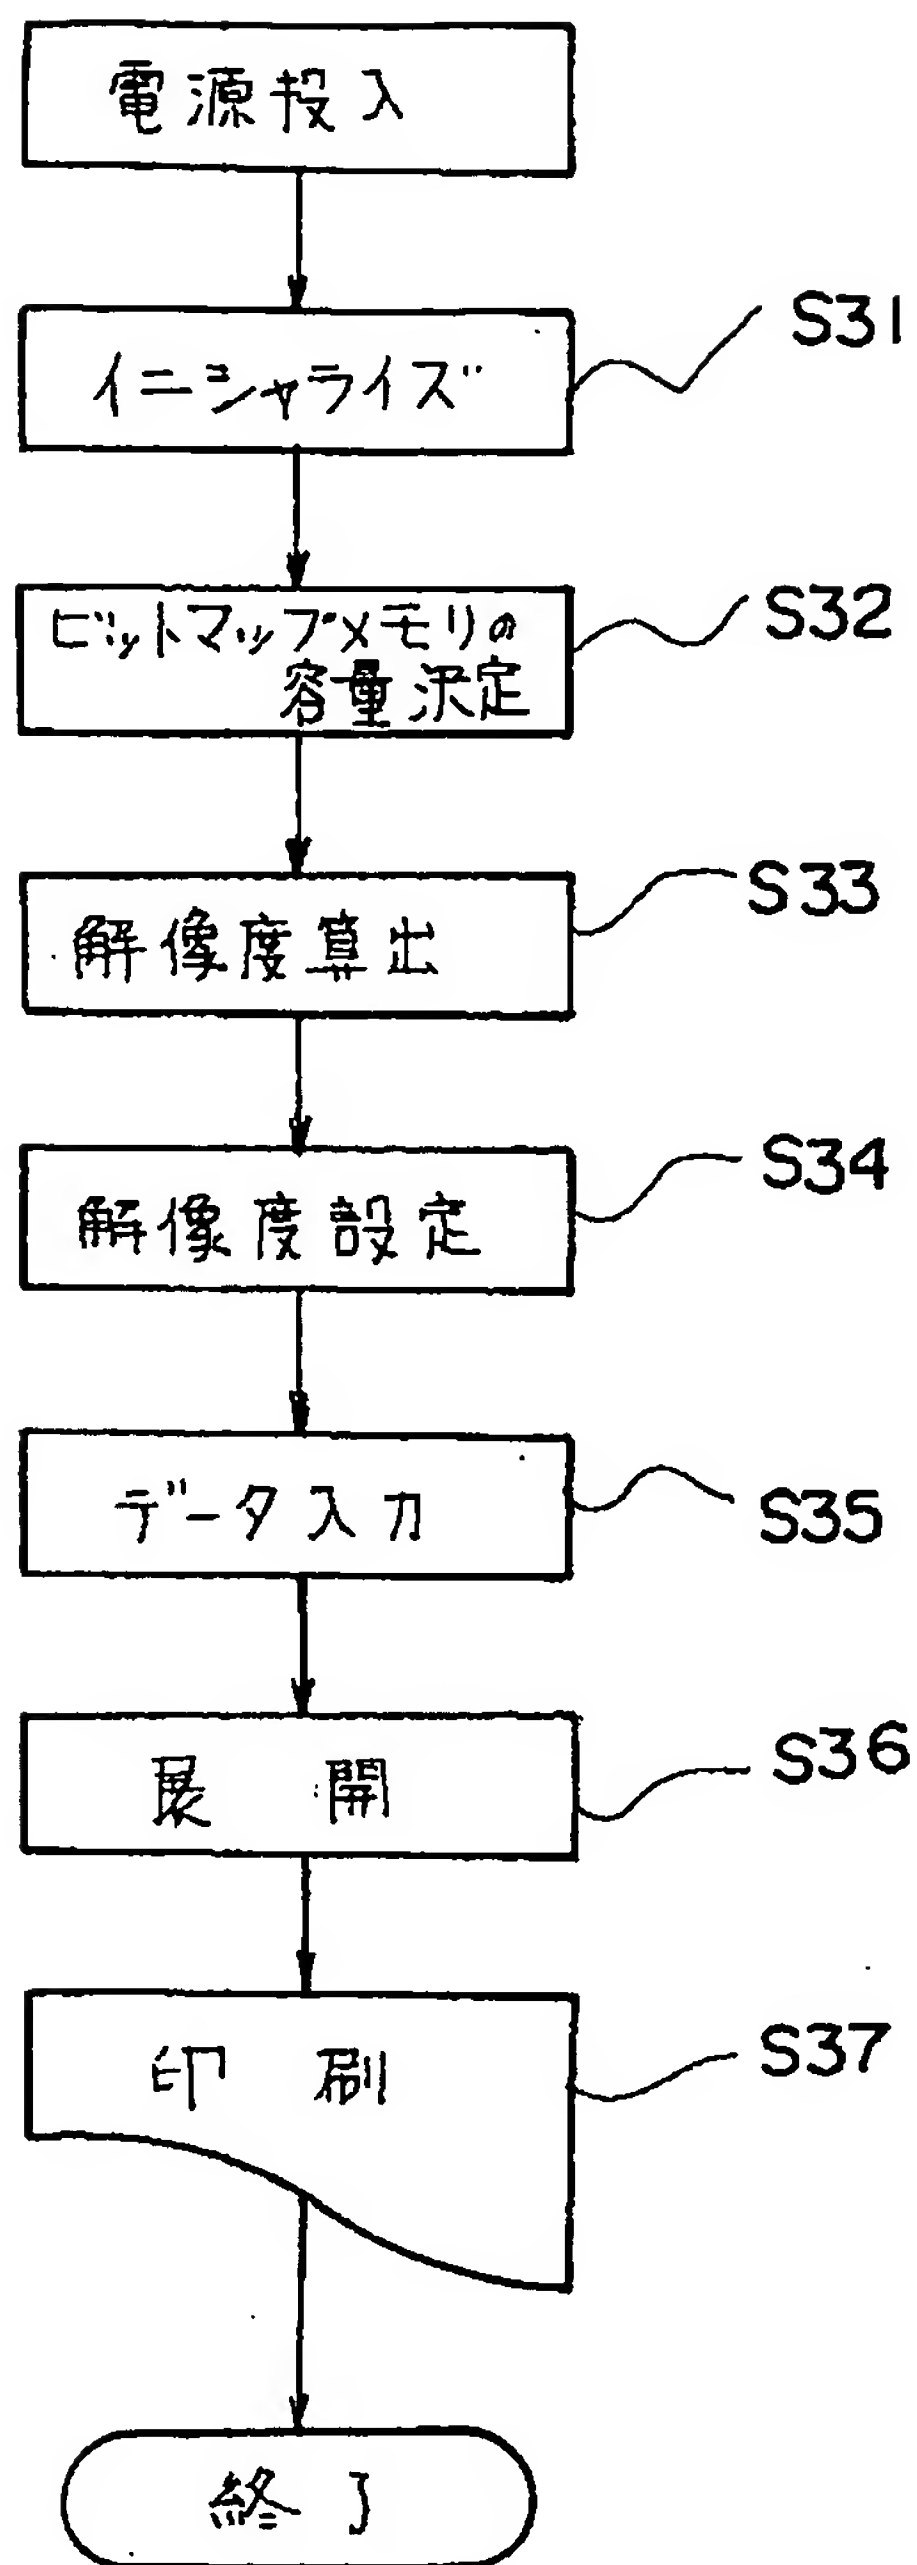 電源投入
S31
イニシャライズ
S32
ビットマップメモリの
容量決定
S33
解像度算出
S34
解像度設定
データ入力
S35
展開
S36
印刷
S37
終了